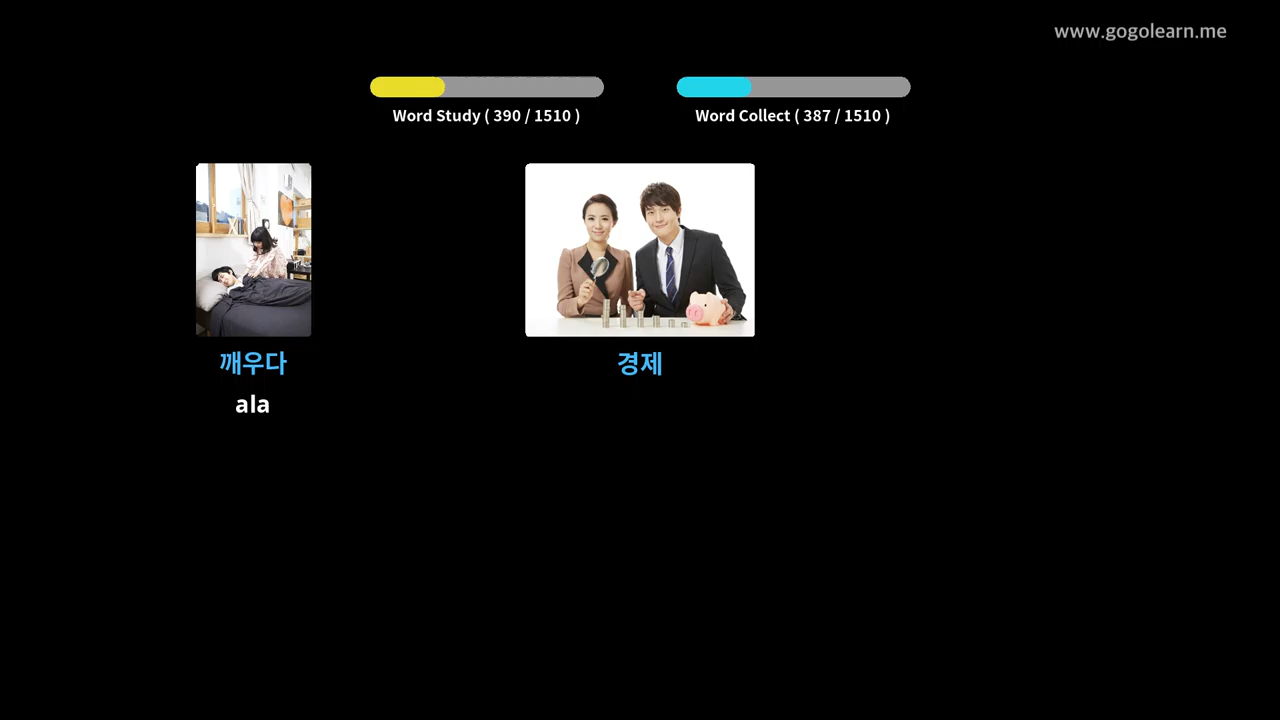 www.gogolearn.me
Word Study ( 390 / 1510 )
Word Collect ( 387 / 1510 )
깨우다
경제
ala